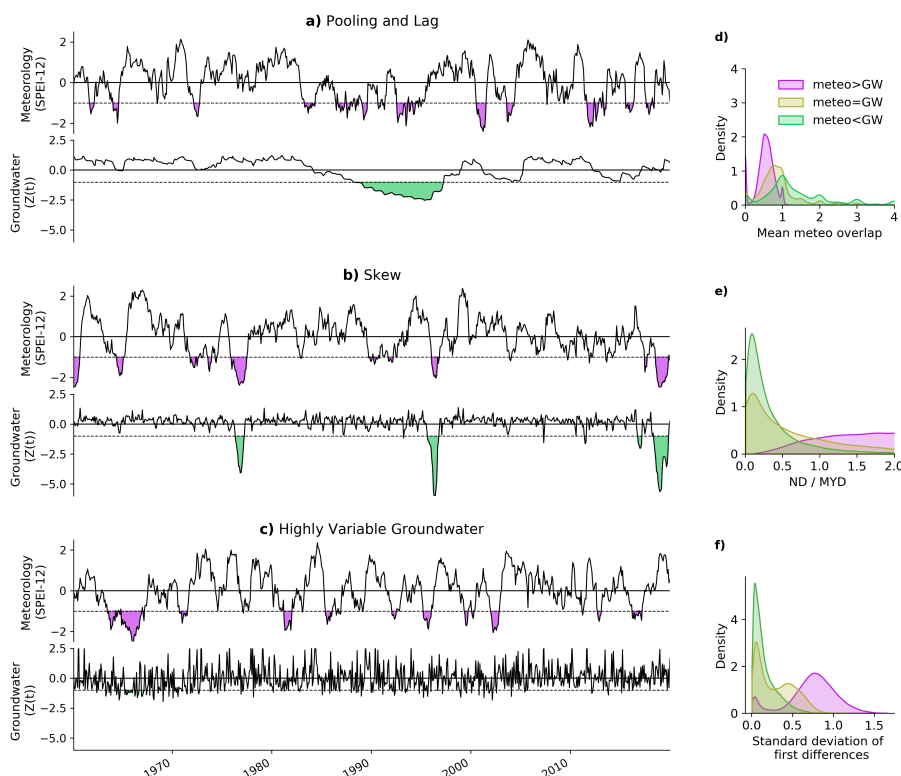 a) Pooling and Lag
Meteorology
(SPEI-12)
2
0
−2
Groundwater
(Z(t))
2.5
0.0
−2.5
−5.0
b) Skew
Meteorology
(SPEI-12)
2
0
−2
Groundwater
(Z(t))
2.5
0.0
−2.5
−5.0
c) Highly Variable Groundwater
Meteorology
(SPEI-12)
2
0
−2
Groundwater
(Z(t))
2.5
0.0
−2.5
−5.0
1970 1980 1990 2000 2010
d)
Density
4
3
2
1
0
meteo>GW
meteo=GW
meteo<GW
0 1 2 3 4
Mean meteo overlap
e)
Density
2
1
0
0.0 0.5 1.0 1.5 2.0
ND / MYD
f)
Density
4
2
0
0.0 0.5 1.0 1.5
Standard deviation of
first differences